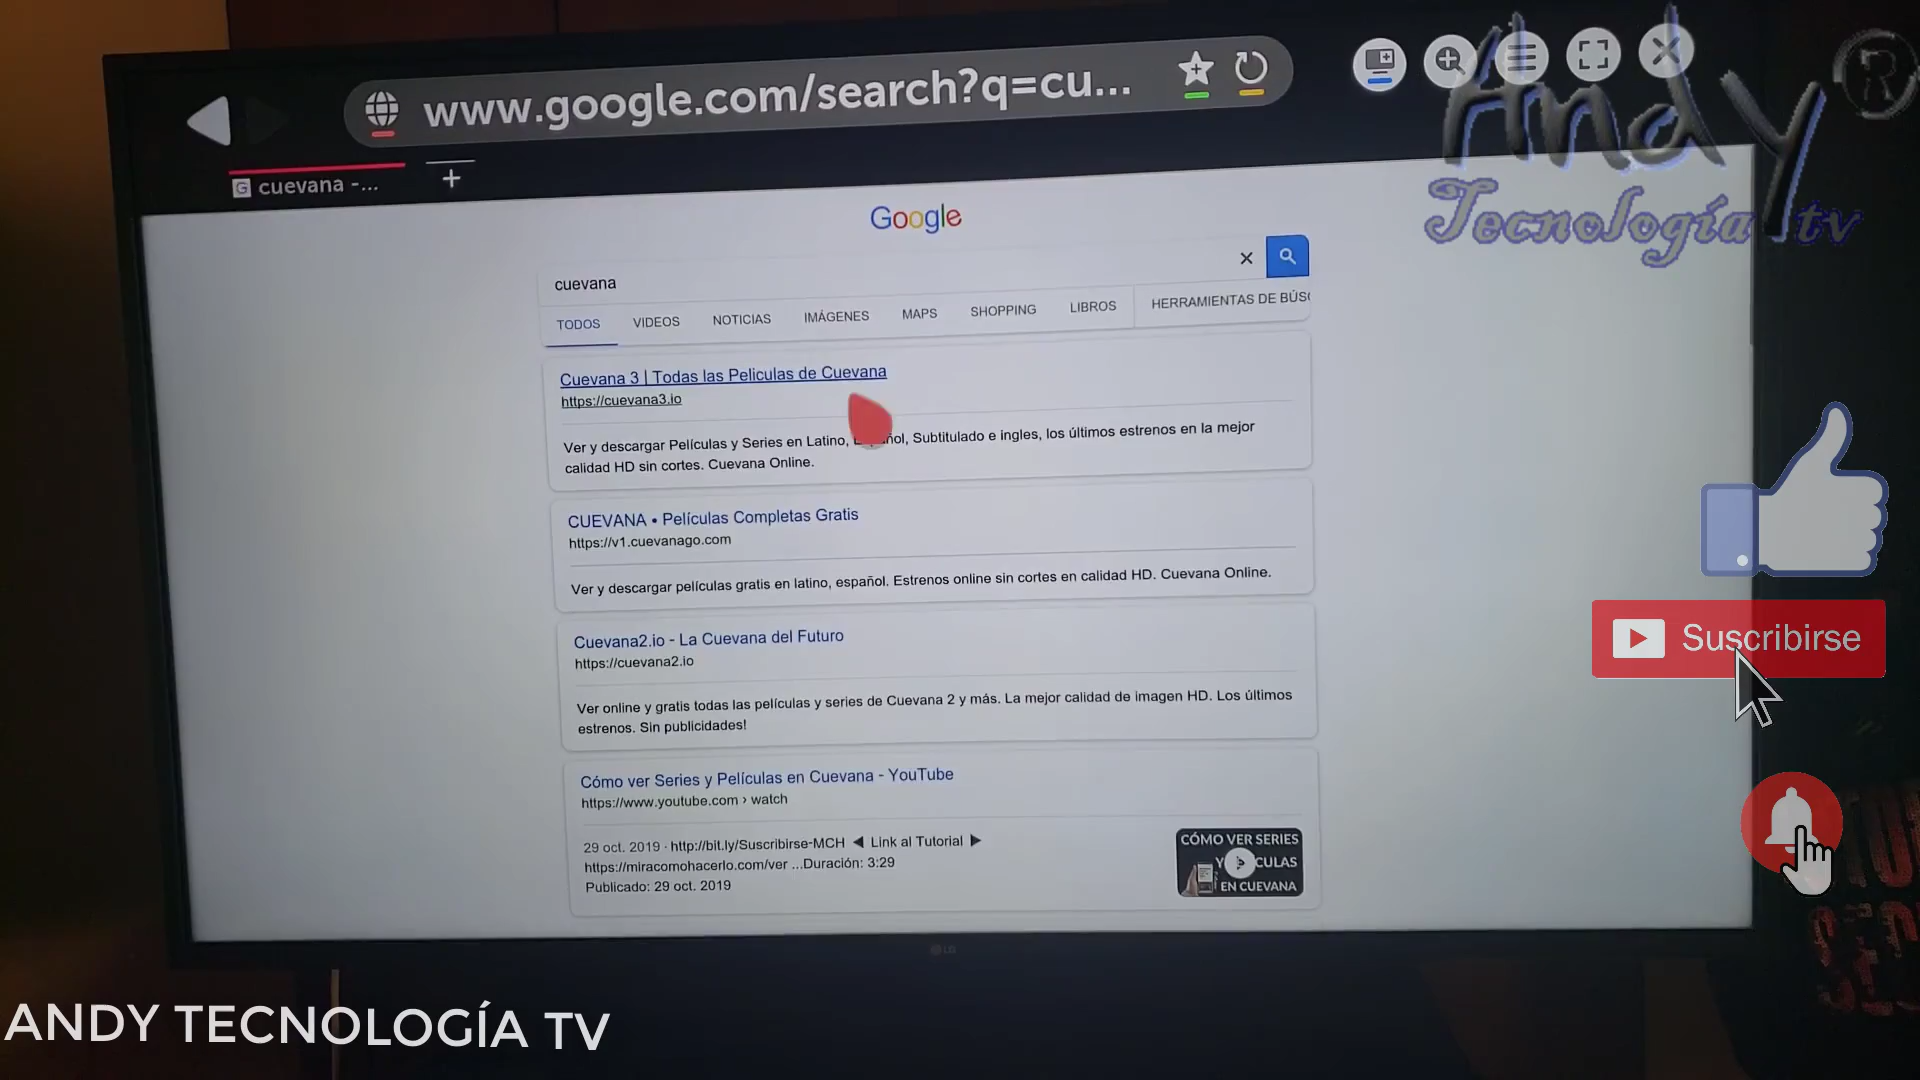 www.google.com/search?q=cu...
Andy
Tecnología tv
®
G cuevana -...
+
Google
cuevana
TODOS VIDEOS NOTICIAS IMÁGENES MAPS SHOPPING LIBROS HERRAMIENTAS DE BÚSQ
Cuevana 3 | Todas las Peliculas de Cuevana
https://cuevana3.io
Ver y descargar Películas y Series en Latino, Español, Subtitulado e ingles, los últimos estrenos en la mejor
calidad HD sin cortes. Cuevana Online.
CUEVANA • Películas Completas Gratis
https://v1.cuevanago.com
Ver y descargar películas gratis en latino, español. Estrenos online sin cortes en calidad HD. Cuevana Online.
Cuevana2.io - La Cuevana del Futuro
https://cuevana2.io
Ver online y gratis todas las películas y series de Cuevana 2 y más. La mejor calidad de imagen HD. Los últimos
estrenos. Sin publicidades!
Cómo ver Series y Películas en Cuevana - YouTube
https://www.youtube.com › watch
29 oct. 2019 · http://bit.ly/Suscribirse-MCH ◀ Link al Tutorial ▶
https://miracomohacerlo.com/ver ...Duración: 3:29
Publicado: 29 oct. 2019
CÓMO VER SERIES
Y CULAS
EN CUEVANA
Suscribirse
LG
ANDY TECNOLOGÍA TV